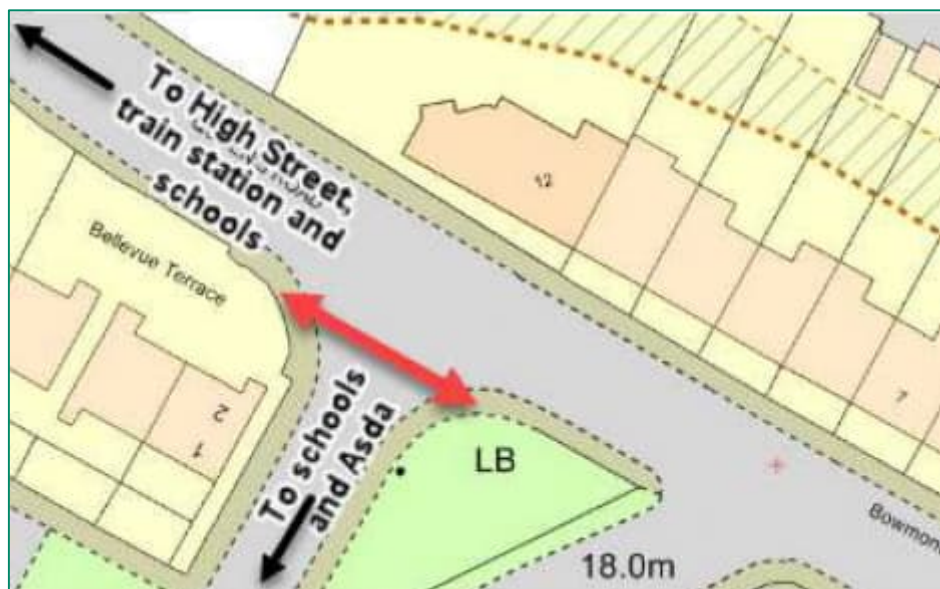 To High Street,
train station and
schools
Bellevue Terrace
12
2
1
7
To schools
and Asda
LB
18.0m
Bowmon